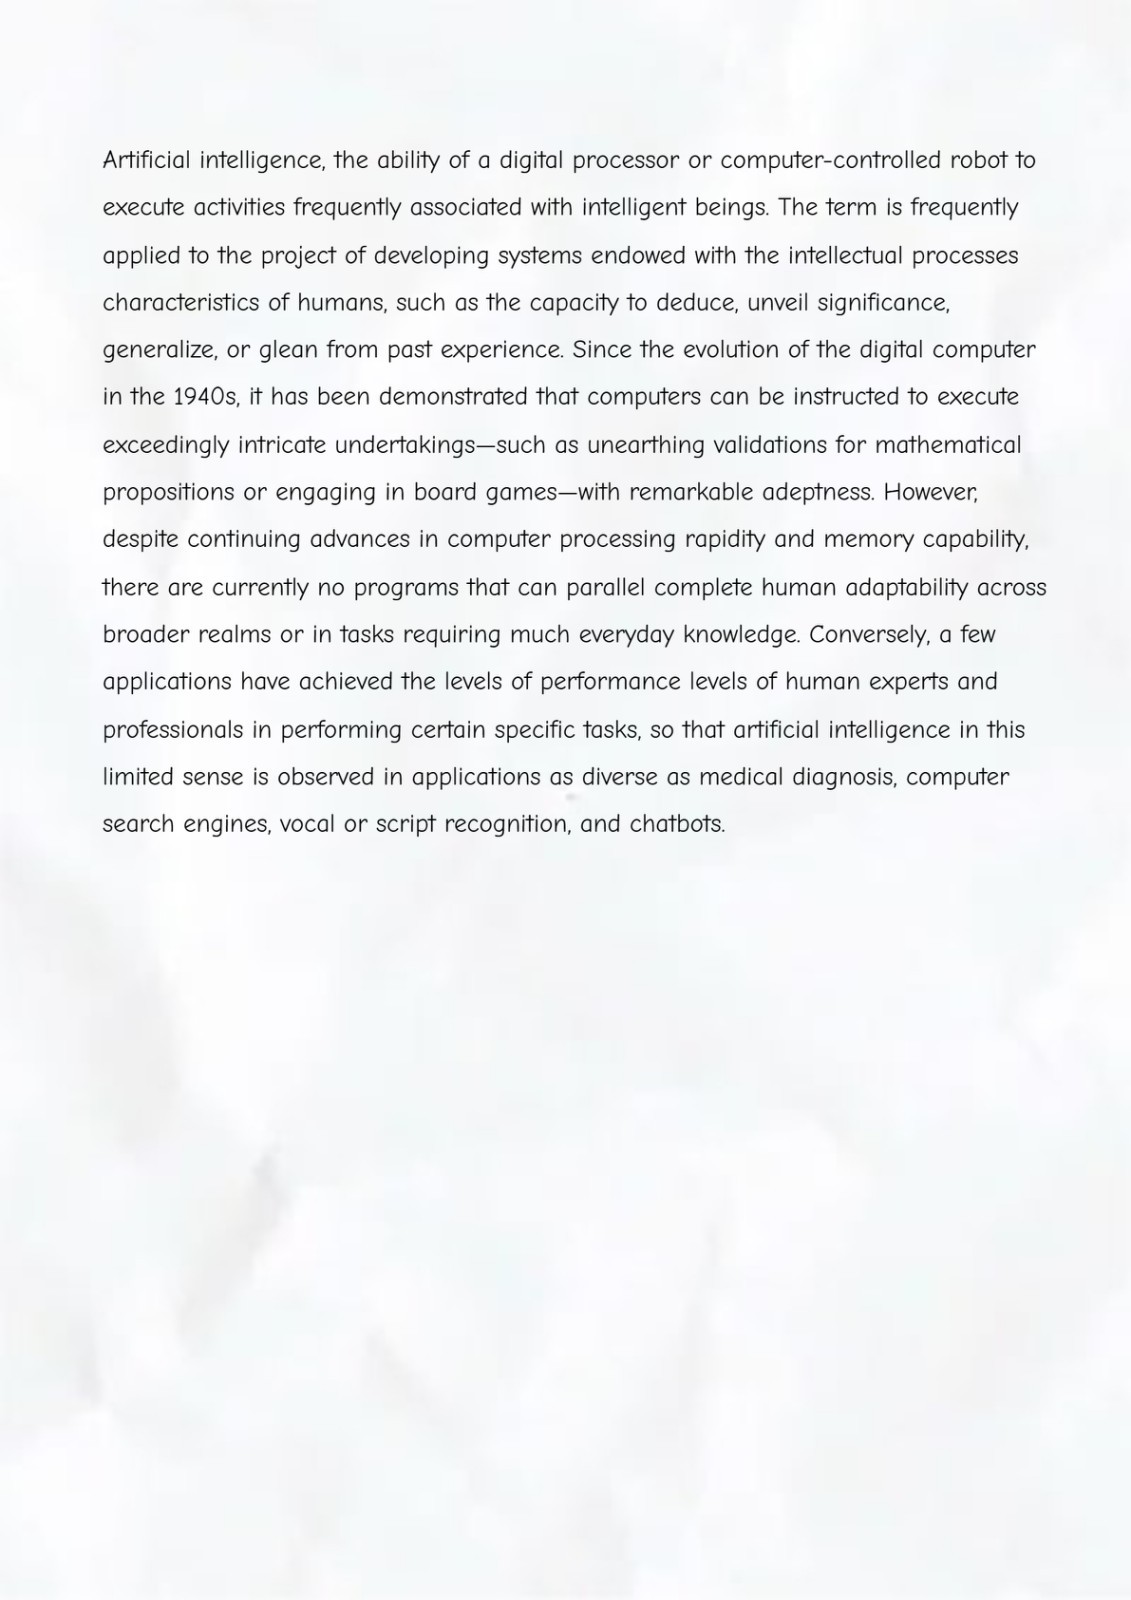 Artificial intelligence, the ability of a digital processor or computer-controlled robot to
execute activities frequently associated with intelligent beings. The term is frequently
applied to the project of developing systems endowed with the intellectual processes
characteristics of humans, such as the capacity to deduce, unveil significance,
generalize, or glean from past experience. Since the evolution of the digital computer
in the 1940s, it has been demonstrated that computers can be instructed to execute
exceedingly intricate undertakings—such as unearthing validations for mathematical
propositions or engaging in board games—with remarkable adeptness. However,
despite continuing advances in computer processing rapidity and memory capability,
there are currently no programs that can parallel complete human adaptability across
broader realms or in tasks requiring much everyday knowledge. Conversely, a few
applications have achieved the levels of performance levels of human experts and
professionals in performing certain specific tasks, so that artificial intelligence in this
limited sense is observed in applications as diverse as medical diagnosis, computer
search engines, vocal or script recognition, and chatbots.